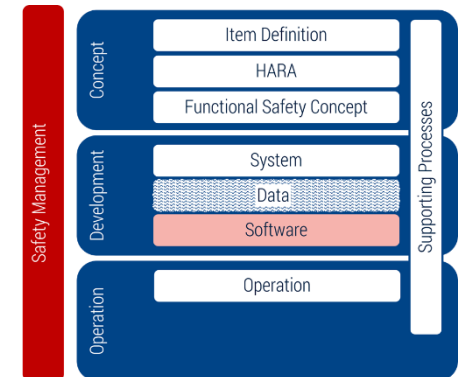 Safety Management
Concept
Item Definition
HARA
Functional Safety Concept
Development
System
Data
Software
Operation
Operation
Supporting Processes